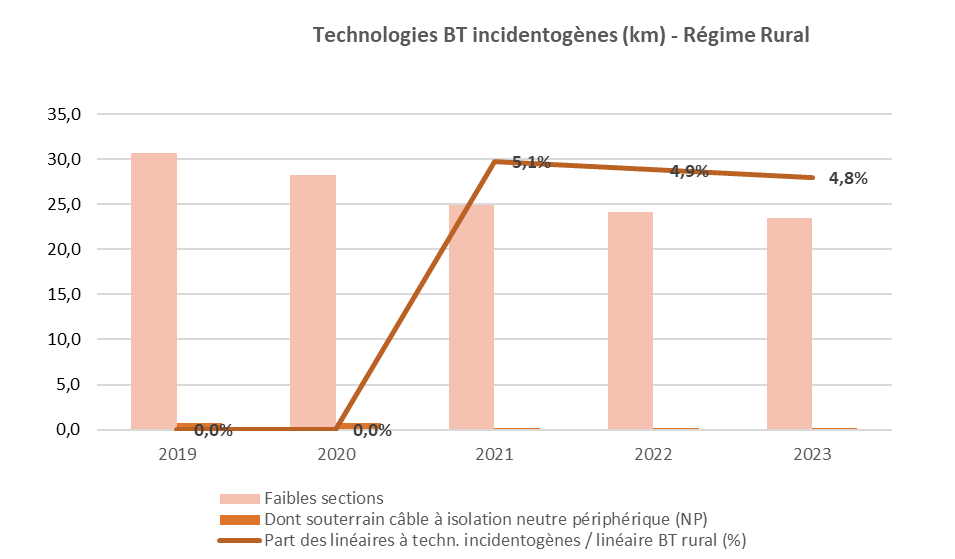 Technologies BT incidentogènes (km) - Régime Rural
35,0
30,0
25,0
20,0
15,0
10,0
5,0
0,0
5,1%
4,9%
4,8%
0,0%
0,0%
2019 2020 2021 2022 2023
Faibles sections
Dont souterrain câble à isolation neutre périphérique (NP)
Part des linéaires à techn. incidentogènes / linéaire BT rural (%)